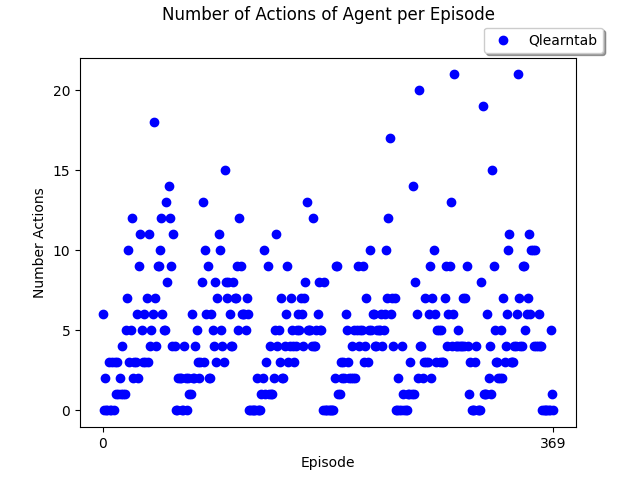 Number of Actions of Agent per Episode
Qlearntab
20
15
10
5
0
Number Actions
0 369
Episode